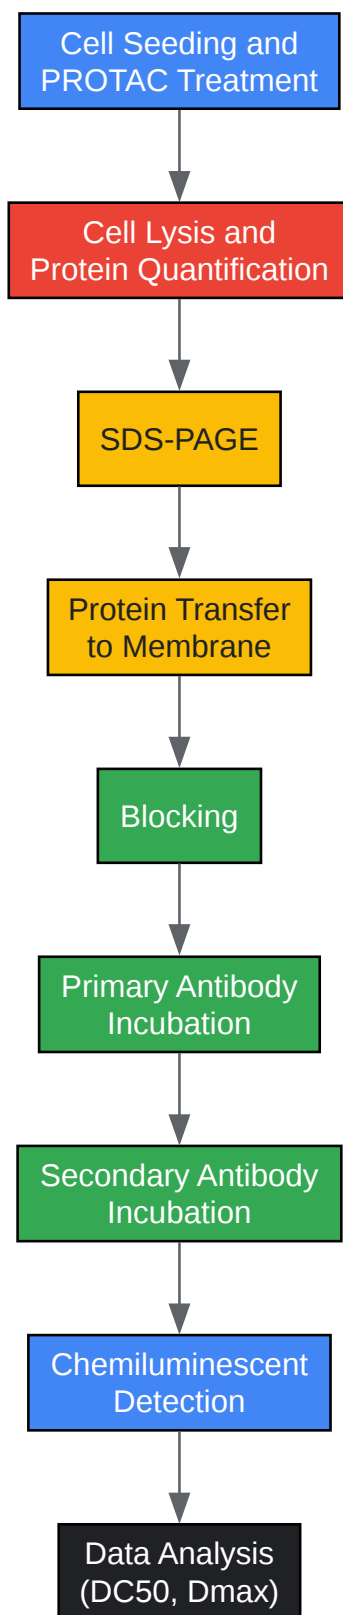 Cell Seeding and
PROTAC Treatment
Cell Lysis and
Protein Quantification
SDS-PAGE
Protein Transfer
to Membrane
Blocking
Primary Antibody
Incubation
Secondary Antibody
Incubation
Chemiluminescent
Detection
Data Analysis
(DC50, Dmax)